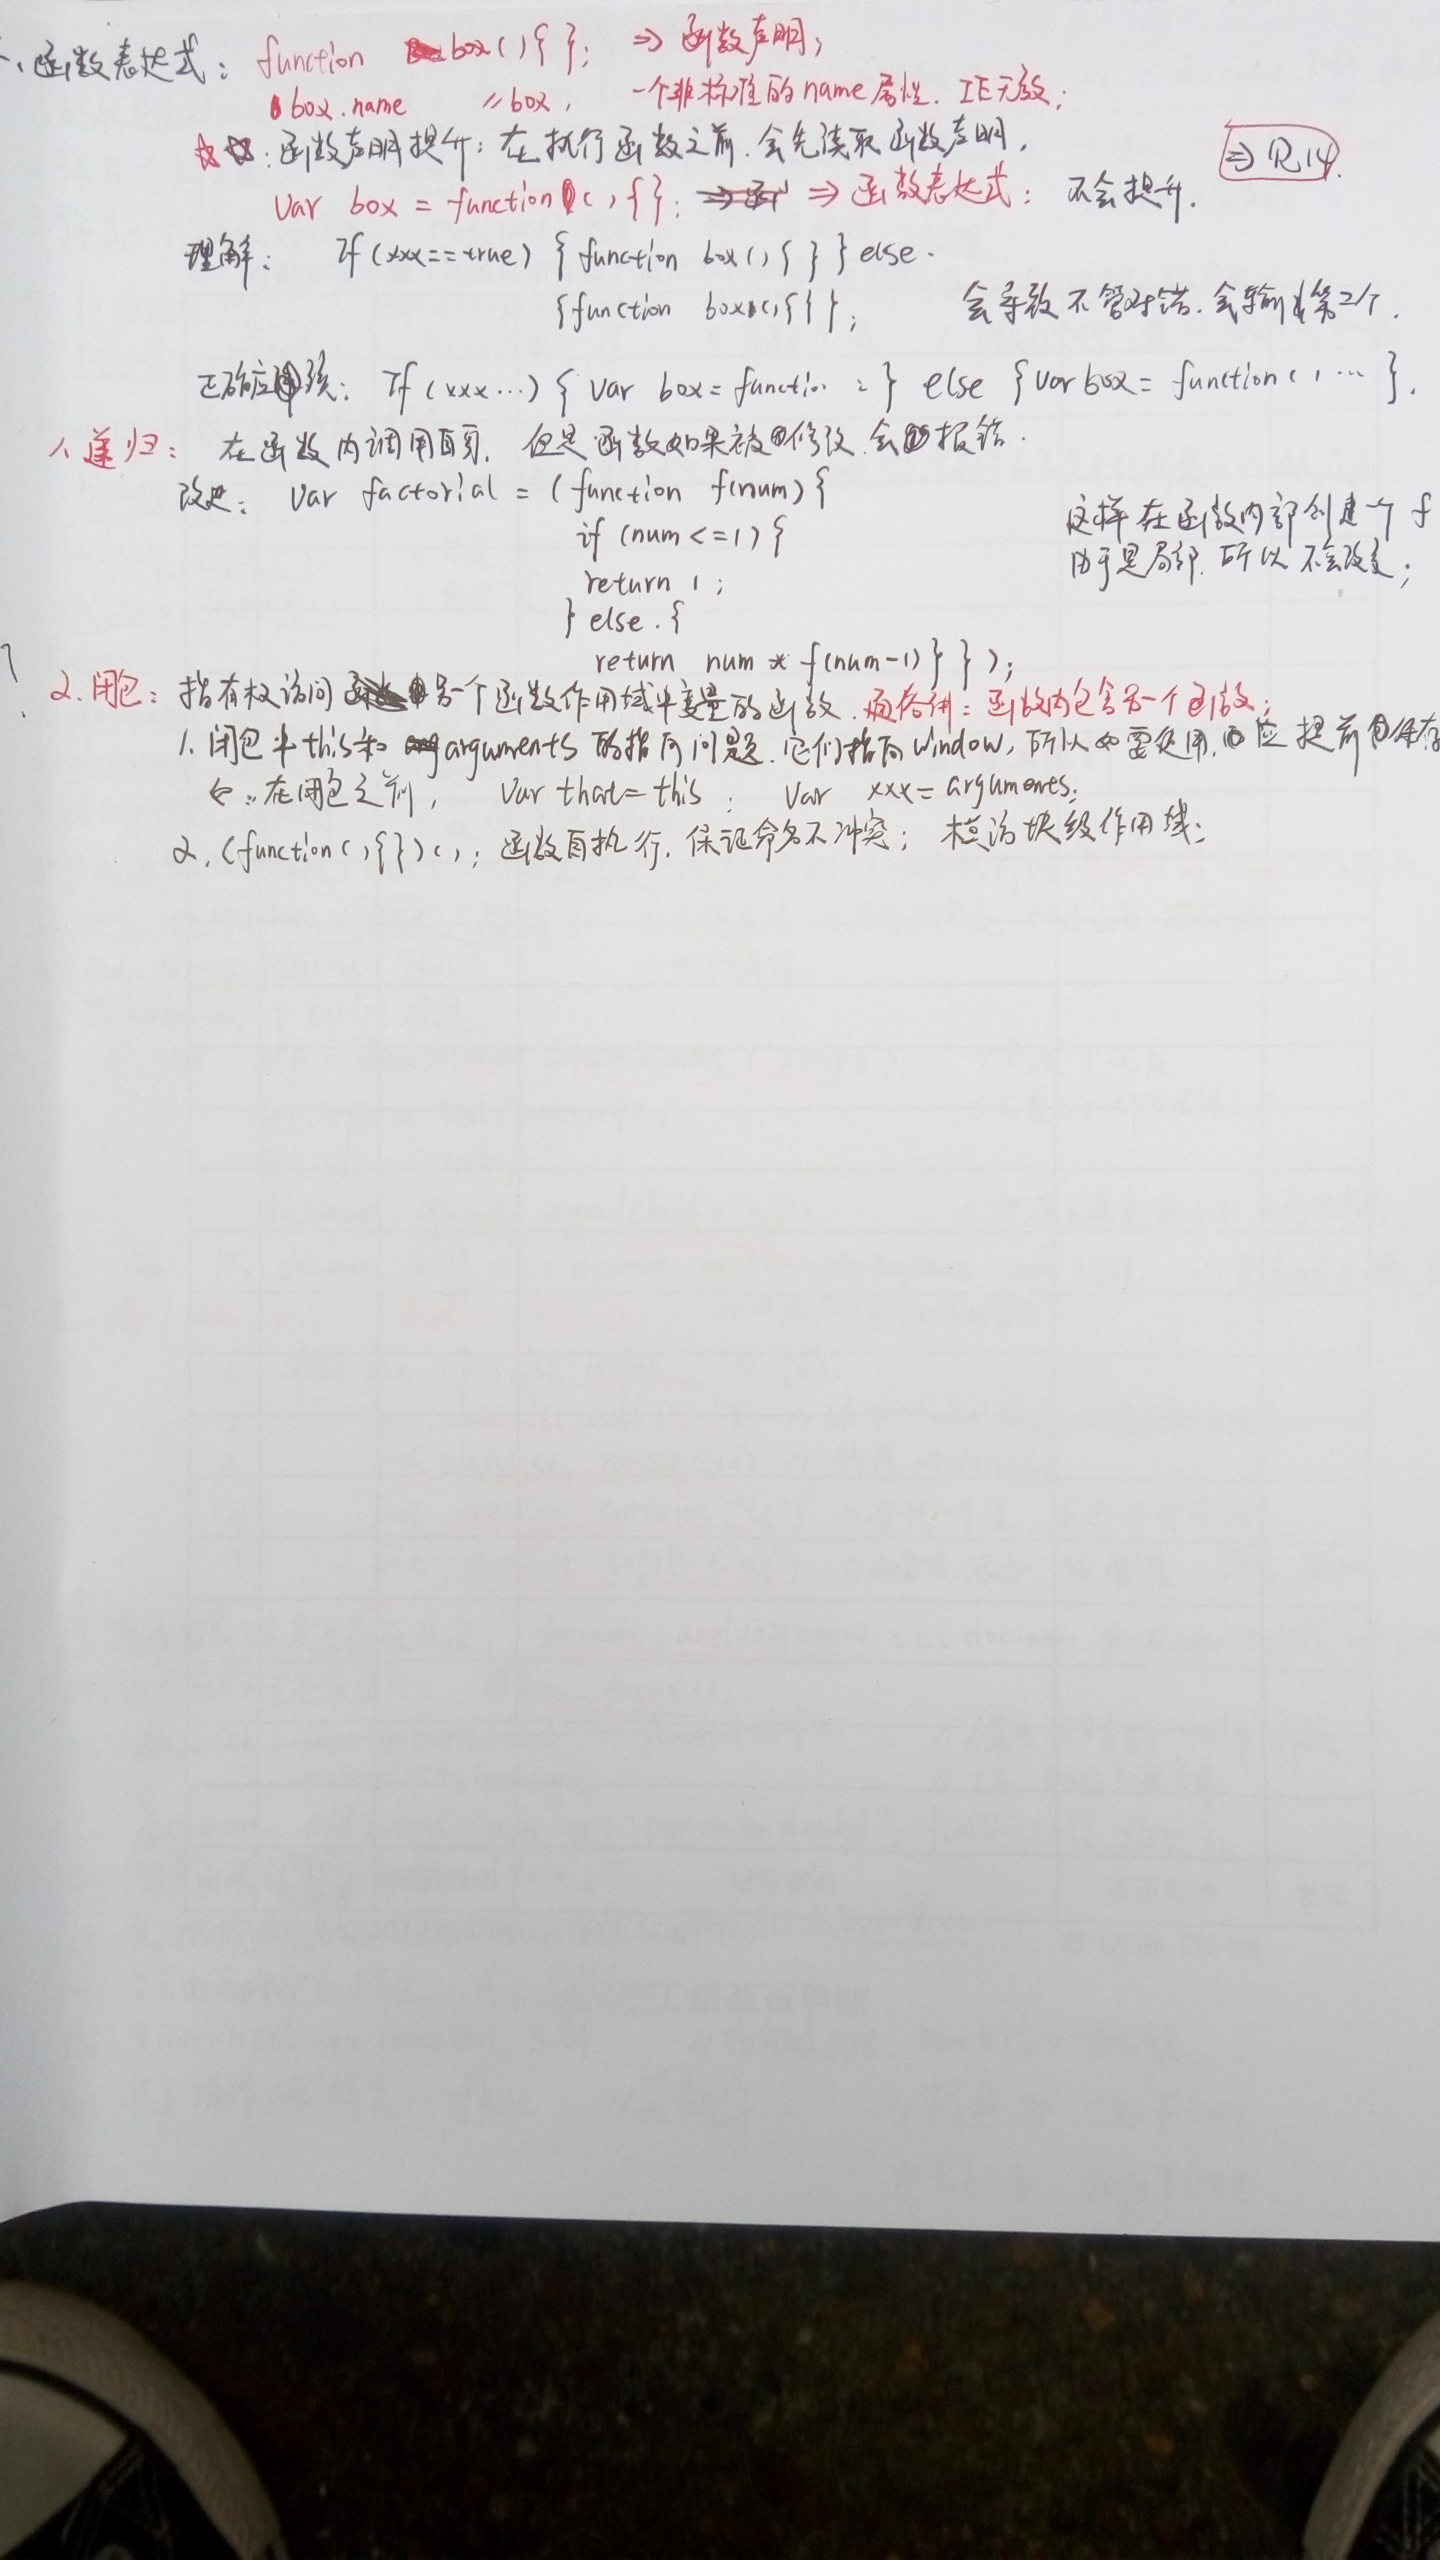 一、函数表达式: function box(){ }; ⇒ 函数声明;
box.name //box, 一个非标准的name属性. IE无效;
☆☆: 函数声明提升: 在执行函数之前. 会先读取函数声明,
⇒ P.14.
var box = function(){ }; ⇒ 函数表达式: 不会提升.
理解: If (xxx==true) { function box(){ } } else.
{function box(){ } }; 会导致不管对错. 会输出第2个.
正确应该: If (xxx...) { var box=function : } else {var box= function(, ... }.
1. 递归: 在函数内调用自身. 但是函数如果被修改.会报错.
改进: var factorial = (function f(num) {
if (num <=1) {
return 1;
} else.{
return num * f(num-1) } });
这样在函数内部创建一个 f
由于是局部. 所以不会改变;
2. 闭包: 指有权访问另一个函数作用域中变量的函数. 通俗讲: 函数内包含另一个函数;
1. 闭包中this和arguments的指向问题. 它们指向window, 所以如需使用. 应提前保存
如: 在闭包之前, var that=this; var xxx= arguments;
2. (function(){ })(); 函数自执行. 保证命名不冲突; 模仿块级作用域;